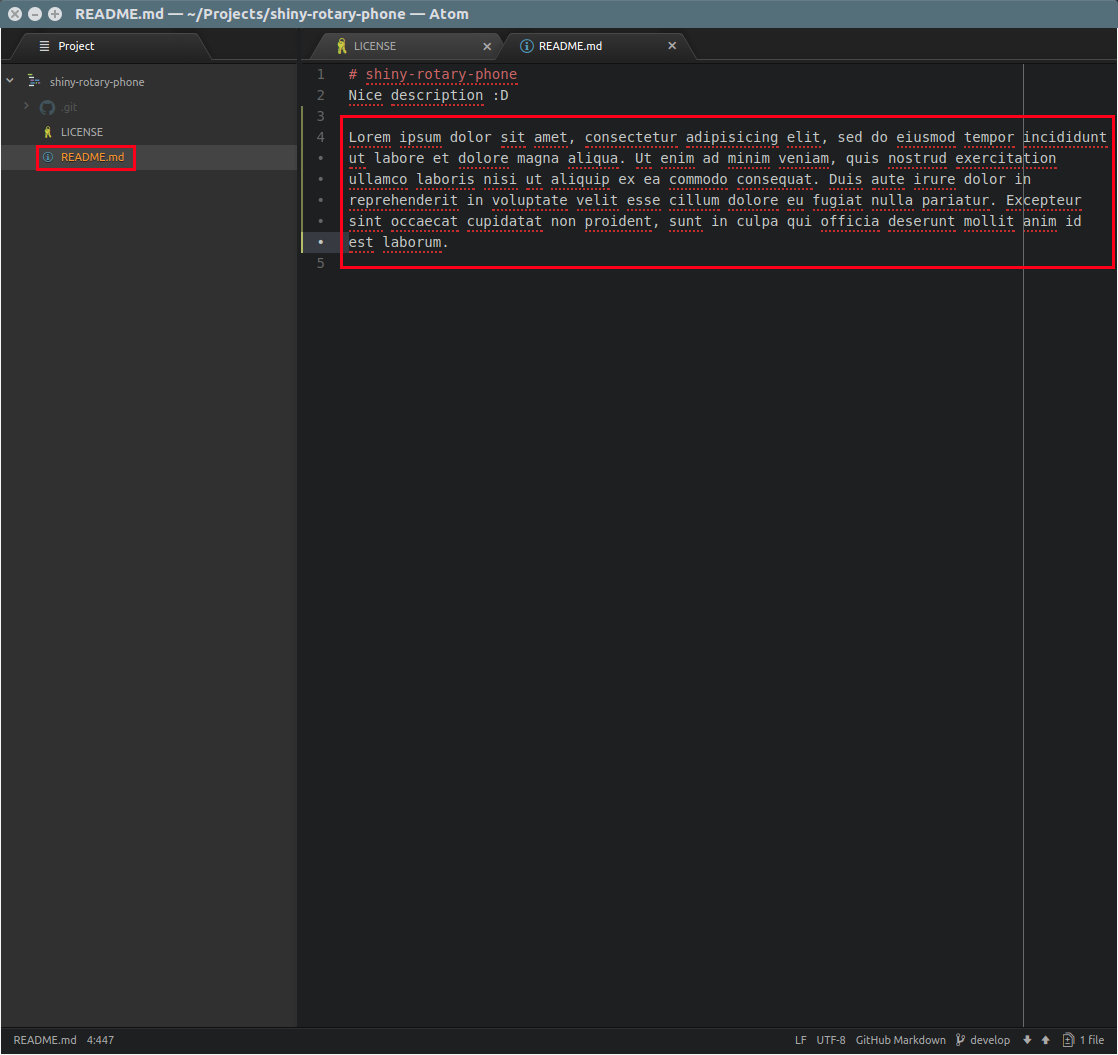 README.md — ~/Projects/shiny-rotary-phone — Atom
Project
LICENSE
README.md
shiny-rotary-phone
.git
LICENSE
README.md
1 # shiny-rotary-phone
2 Nice description :D
3
4 Lorem ipsum dolor sit amet, consectetur adipisicing elit, sed do eiusmod tempor incididunt
• ut labore et dolore magna aliqua. Ut enim ad minim veniam, quis nostrud exercitation
• ullamco laboris nisi ut aliquip ex ea commodo consequat. Duis aute irure dolor in
• reprehenderit in voluptate velit esse cillum dolore eu fugiat nulla pariatur. Excepteur
• sint occaecat cupidatat non proident, sunt in culpa qui officia deserunt mollit anim id
• est laborum.
5
README.md 4:447 LF UTF-8 GitHub Markdown develop 1 file